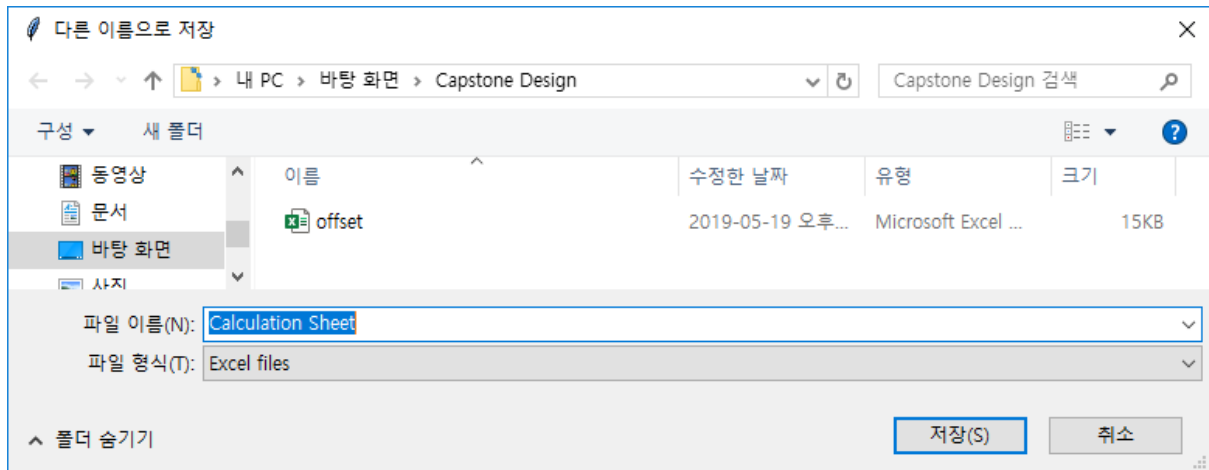 다른 이름으로 저장
내 PC > 바탕 화면 > Capstone Design
Capstone Design 검색
구성
새 폴더
동영상
문서
바탕 화면
사진
이름 수정한 날짜 유형 크기
offset 2019-05-19 오후... Microsoft Excel ... 15KB
파일 이름(N): Calculation Sheet
파일 형식(T): Excel files
폴더 숨기기
저장(S)
취소